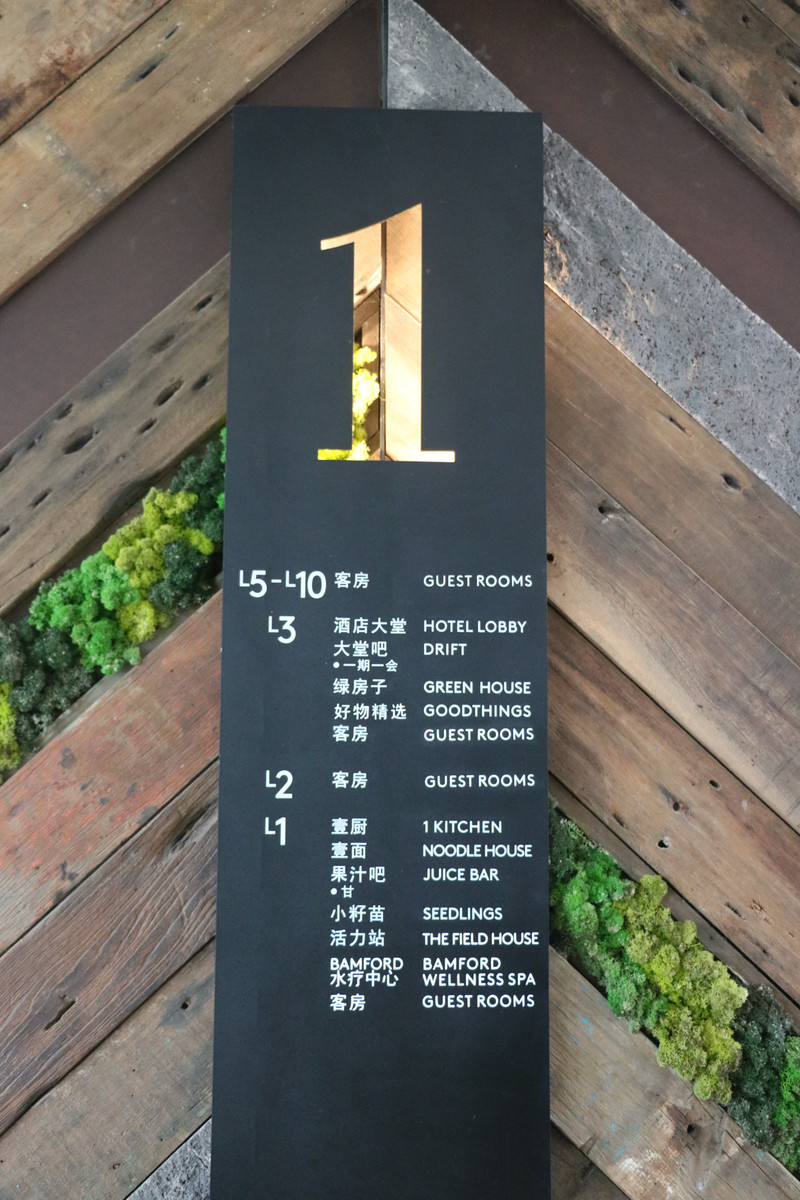 1
L5-L10 客房 GUEST ROOMS
L3 酒店大堂 HOTEL LOBBY
大堂吧 DRIFT
•一期一会
绿房子 GREEN HOUSE
好物精选 GOODTHINGS
客房 GUEST ROOMS
L2 客房 GUEST ROOMS
L1 壹厨 1 KITCHEN
壹面 NOODLE HOUSE
果汁吧 JUICE BAR
•甘
小籽苗 SEEDLINGS
活力站 THE FIELD HOUSE
BAMFORD BAMFORD
水疗中心 WELLNESS SPA
客房 GUEST ROOMS